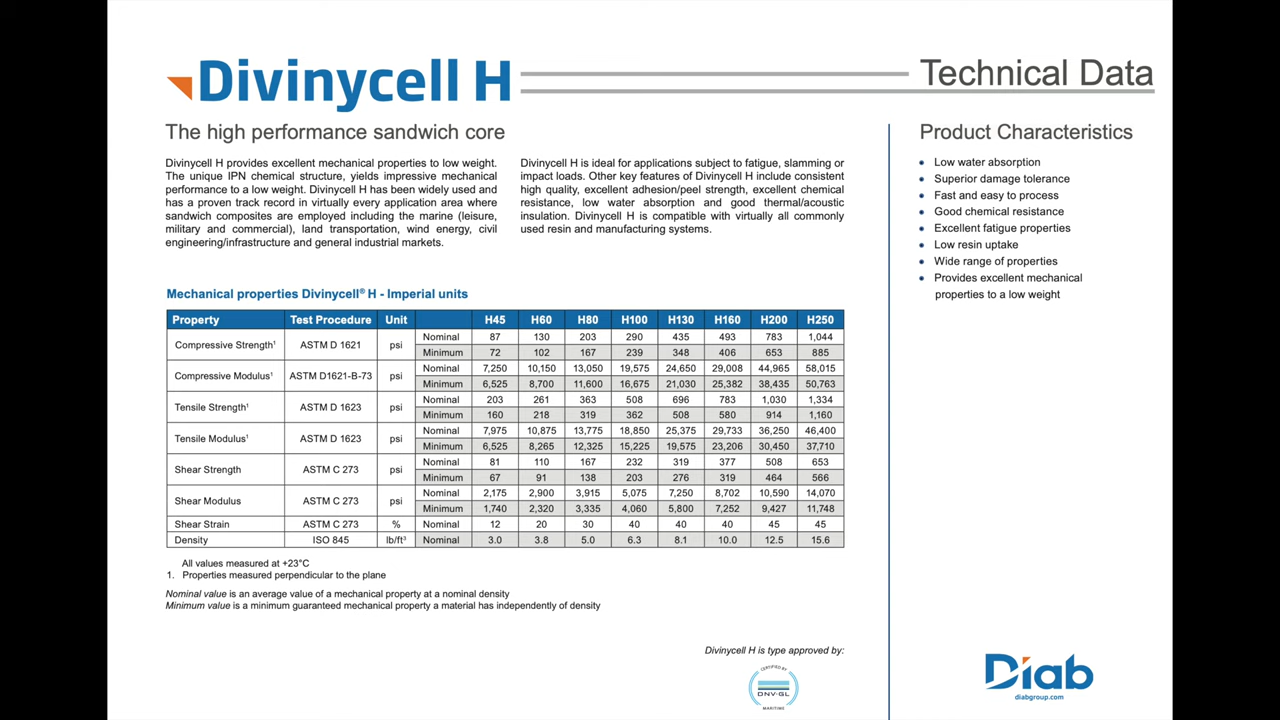 Divinycell H
Technical Data
The high performance sandwich core
Divinycell H provides excellent mechanical properties to low weight.
The unique IPN chemical structure, yields impressive mechanical
performance to a low weight. Divinycell H has been widely used and
has a proven track record in virtually every application area where
sandwich composites are employed including the marine (leisure,
military and commercial), land transportation, wind energy, civil
engineering/infrastructure and general industrial markets.
Divinycell H is ideal for applications subject to fatigue, slamming or
impact loads. Other key features of Divinycell H include consistent
high quality, excellent adhesion/peel strength, excellent chemical
resistance, low water absorption and good thermal/acoustic
insulation. Divinycell H is compatible with virtually all commonly
used resin and manufacturing systems.
Product Characteristics
Low water absorption
Superior damage tolerance
Fast and easy to process
Good chemical resistance
Excellent fatigue properties
Low resin uptake
Wide range of properties
Provides excellent mechanical
properties to a low weight
Mechanical properties Divinycell® H - Imperial units
Property Test Procedure Unit H45 H60 H80 H100 H130 H160 H200 H250
Compressive Strength¹ ASTM D 1621 psi Nominal 87 130 203 290 435 493 783 1,044
Minimum 72 102 167 239 348 406 653 885
Compressive Modulus¹ ASTM D1621-B-73 psi Nominal 7,250 10,150 13,050 19,575 24,650 29,008 44,965 58,015
Minimum 6,525 8,700 11,600 16,675 21,030 25,382 38,435 50,763
Tensile Strength¹ ASTM D 1623 psi Nominal 203 261 363 508 696 783 1,030 1,334
Minimum 160 218 319 362 508 580 914 1,160
Tensile Modulus¹ ASTM D 1623 psi Nominal 7,975 10,875 13,775 18,850 25,375 29,733 36,250 46,400
Minimum 6,525 8,265 12,325 15,225 19,575 23,206 30,450 37,710
Shear Strength ASTM C 273 psi Nominal 81 110 167 232 319 377 508 653
Minimum 67 91 138 203 276 319 464 566
Shear Modulus ASTM C 273 psi Nominal 2,175 2,900 3,915 5,075 7,250 8,702 10,590 14,070
Minimum 1,740 2,320 3,335 4,060 5,800 7,252 9,427 11,748
Shear Strain ASTM C 273 % Nominal 12 20 30 40 40 40 45 45
Density ISO 845 lb/ft³ Nominal 3.0 3.8 5.0 6.3 8.1 10.0 12.5 15.6
All values measured at +23°C
1. Properties measured perpendicular to the plane
Nominal value is an average value of a mechanical property at a nominal density
Minimum value is a minimum guaranteed mechanical property a material has independently of density
Divinycell H is type approved by:
CERTIFIED BY
DNV·GL
MARITIME
Diab
diabgroup.com